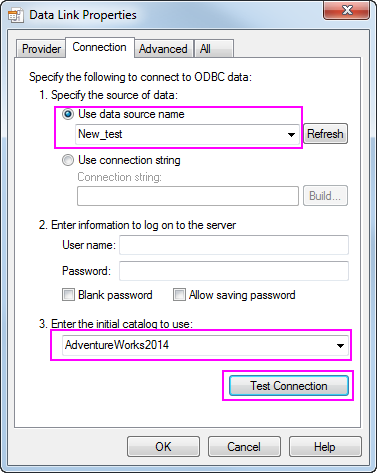 Data Link Properties
Provider Connection Advanced All
Specify the following to connect to ODBC data:
1. Specify the source of data:
Use data source name
New_test Refresh
Use connection string
Connection string:
Build...
2. Enter information to log on to the server
User name:
Password:
Blank password Allow saving password
3. Enter the initial catalog to use:
AdventureWorks2014
Test Connection
OK Cancel Help